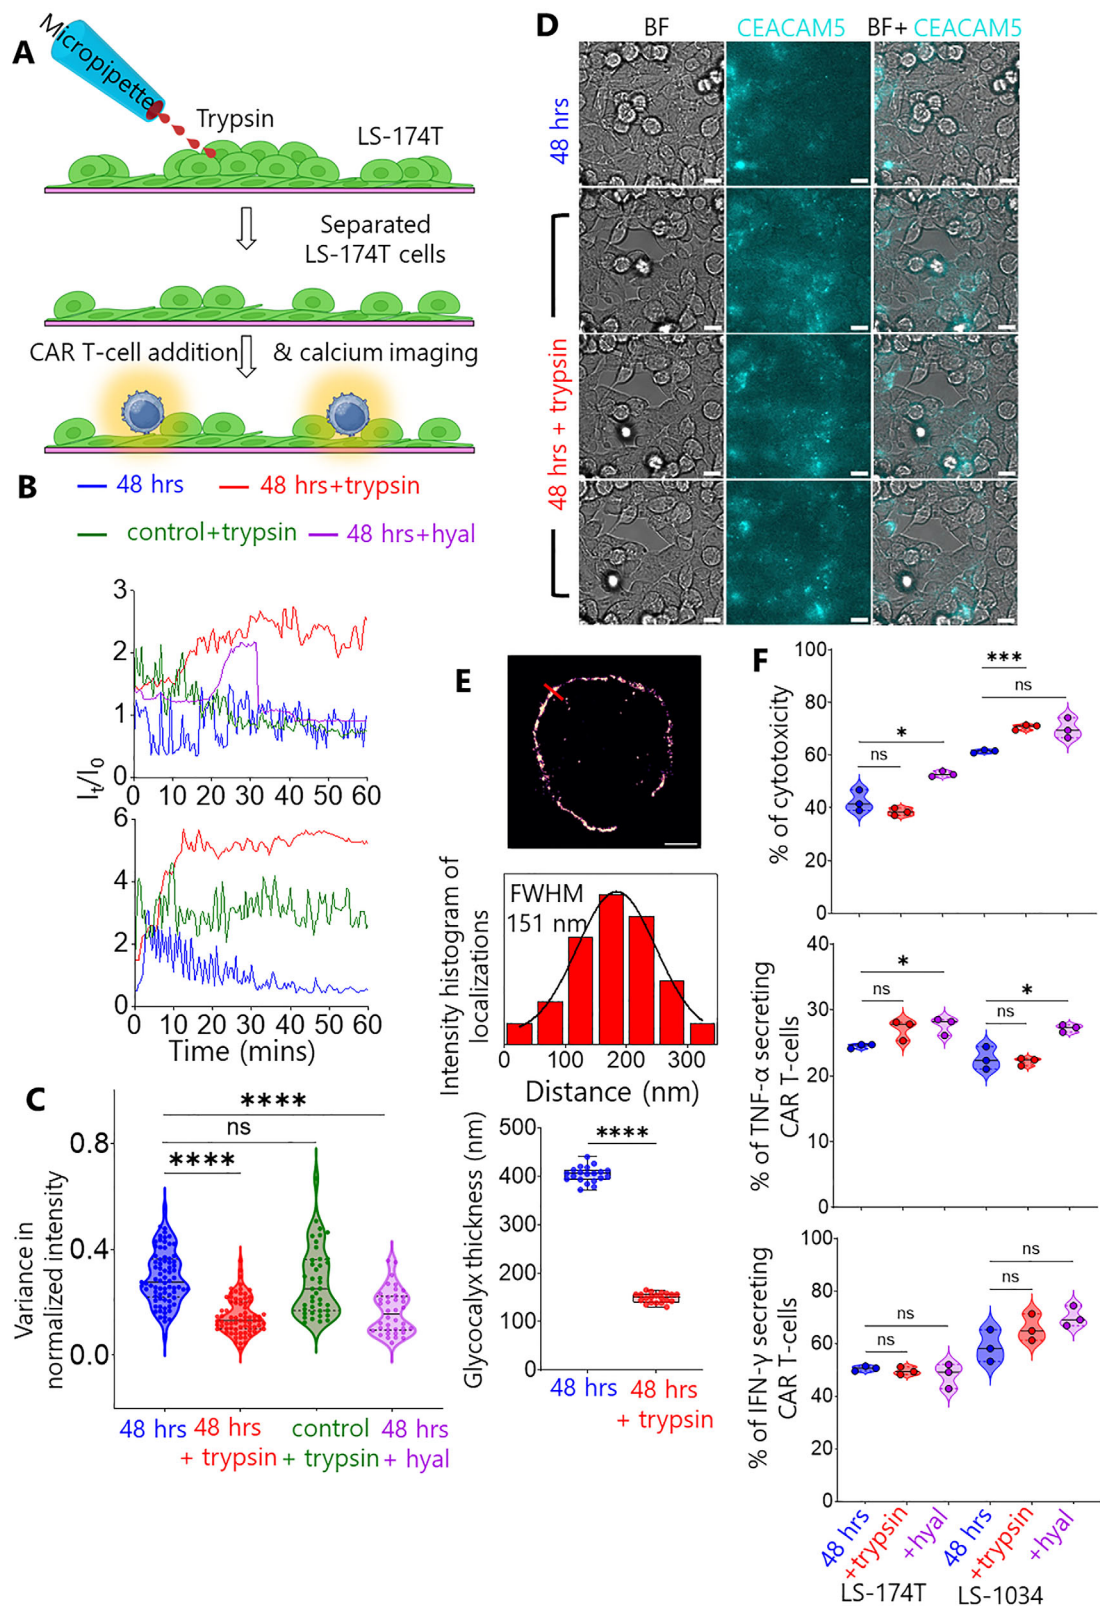 A
Micropipette
Trypsin
LS-174T
Separated
LS-174T cells
CAR T-cell addition & calcium imaging
B
48 hrs
48 hrs+trypsin
control+trypsin
48 hrs+hyal
3
2
1
0
0 10 20 30 40 50 60
It/I0
6
4
2
0
0 10 20 30 40 50 60
Time (mins)
C
Variance in
normalized intensity
0.8
0.4
0.0
****
ns
****
48 hrs
48 hrs
+ trypsin
control
+ trypsin
48 hrs
+ hyal
D
BF
CEACAM5
BF+ CEACAM5
48 hrs
48 hrs + trypsin
E
Intensity histogram of
localizations
FWHM
151 nm
0 100 200 300
Distance (nm)
Glycocalyx thickness (nm)
500
400
300
200
150
100
50
0
****
48 hrs
48 hrs
+ trypsin
F
% of cytotoxicity
100
80
60
40
20
0
***
ns
*
ns
% of TNF-α secreting
CAR T-cells
40
30
20
10
0
*
ns
*
ns
% of IFN-γ secreting
CAR T-cells
100
80
60
40
20
0
ns
ns
ns
ns
48 hrs
+trypsin
+hyal
48 hrs
+trypsin
+hyal
LS-174T
LS-1034